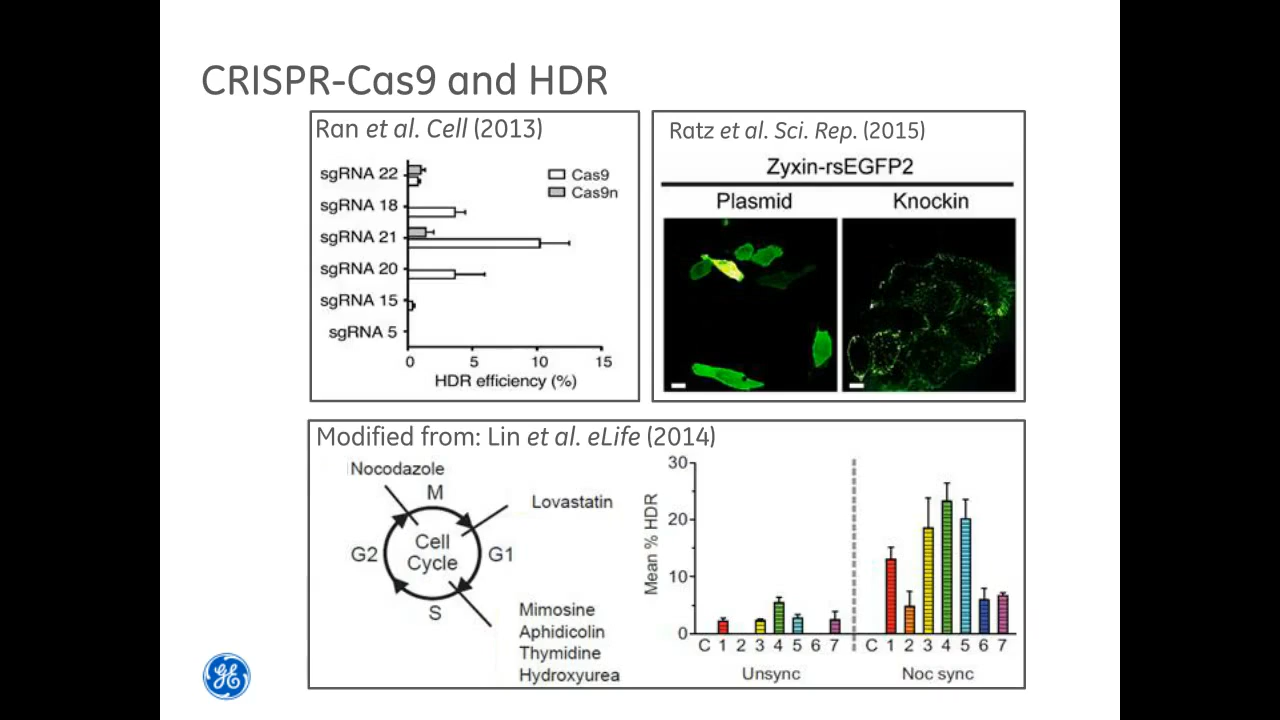 CRISPR-Cas9 and HDR
Ran et al. Cell (2013)
sgRNA 22
sgRNA 18
sgRNA 21
sgRNA 20
sgRNA 15
sgRNA 5
Cas9
Cas9n
0 5 10 15
HDR efficiency (%)
Ratz et al. Sci. Rep. (2015)
Zyxin-rsEGFP2
Plasmid Knockin
Modified from: Lin et al. eLife (2014)
Nocodazole
M
Lovastatin
G2
Cell
Cycle
G1
S
Mimosine
Aphidicolin
Thymidine
Hydroxyurea
Mean % HDR
30
20
10
0
C 1 2 3 4 5 6 7 C 1 2 3 4 5 6 7
Unsync Noc sync
GE